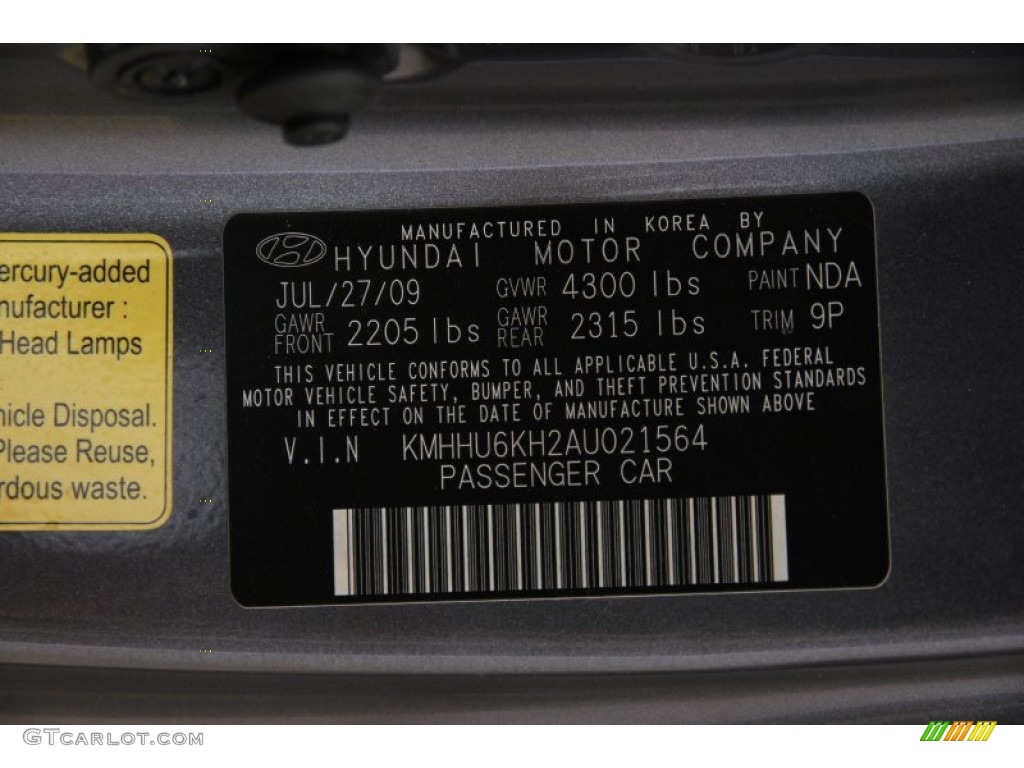 ercury-added
nufacturer :
Head Lamps
hicle Disposal.
Please Reuse,
rdous waste.
MANUFACTURED IN KOREA BY
HYUNDAI MOTOR COMPANY
JUL/27/09 GVWR 4300 lbs PAINT NDA
GAWR FRONT 2205 lbs GAWR REAR 2315 lbs TRIM 9P
THIS VEHICLE CONFORMS TO ALL APPLICABLE U.S.A. FEDERAL
MOTOR VEHICLE SAFETY, BUMPER, AND THEFT PREVENTION STANDARDS
IN EFFECT ON THE DATE OF MANUFACTURE SHOWN ABOVE
V.I.N KMHHU6KH2AU021564
PASSENGER CAR
GTCARLOT.COM